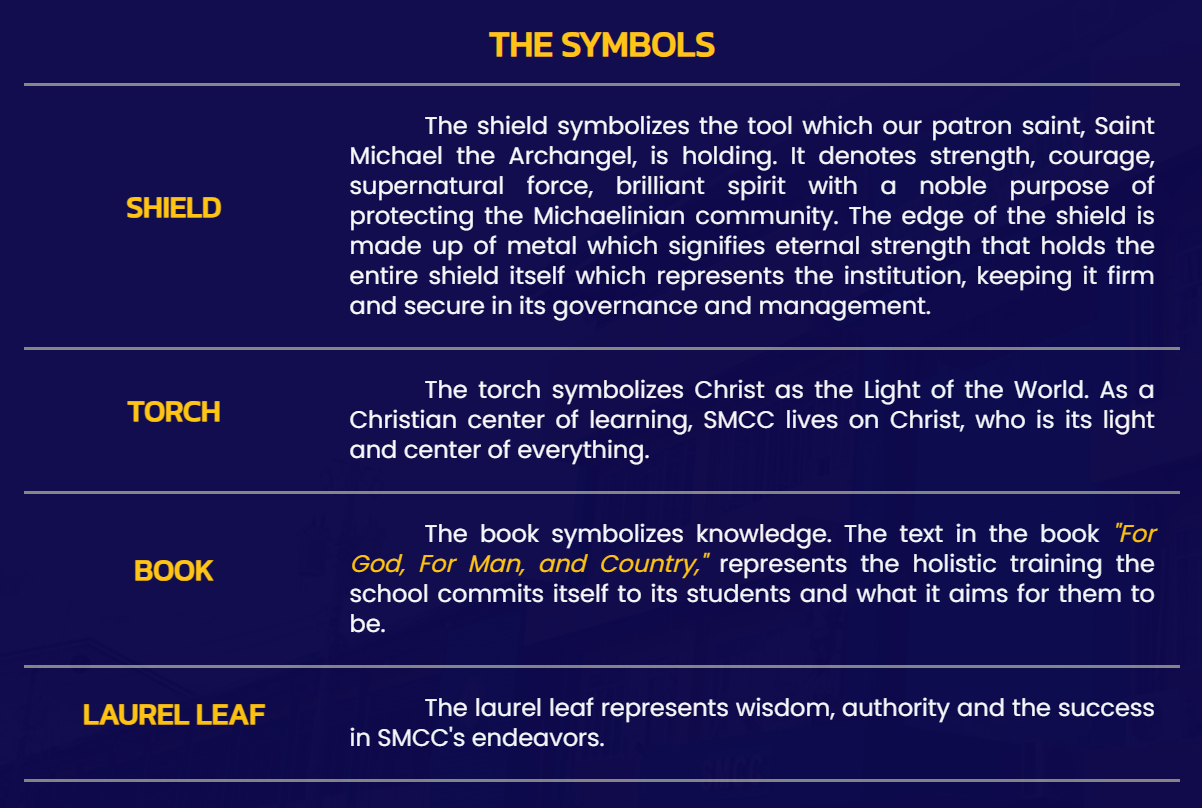 THE SYMBOLS
SHIELD
The shield symbolizes the tool which our patron saint, Saint
Michael the Archangel, is holding. It denotes strength, courage,
supernatural force, brilliant spirit with a noble purpose of
protecting the Michaelinian community. The edge of the shield is
made up of metal which signifies eternal strength that holds the
entire shield itself which represents the institution, keeping it firm
and secure in its governance and management.
TORCH
The torch symbolizes Christ as the Light of the World. As a
Christian center of learning, SMCC lives on Christ, who is its light
and center of everything.
BOOK
The book symbolizes knowledge. The text in the book "For
God, For Man, and Country," represents the holistic training the
school commits itself to its students and what it aims for them to
be.
LAUREL LEAF
The laurel leaf represents wisdom, authority and the success
in SMCC's endeavors.
SMCC